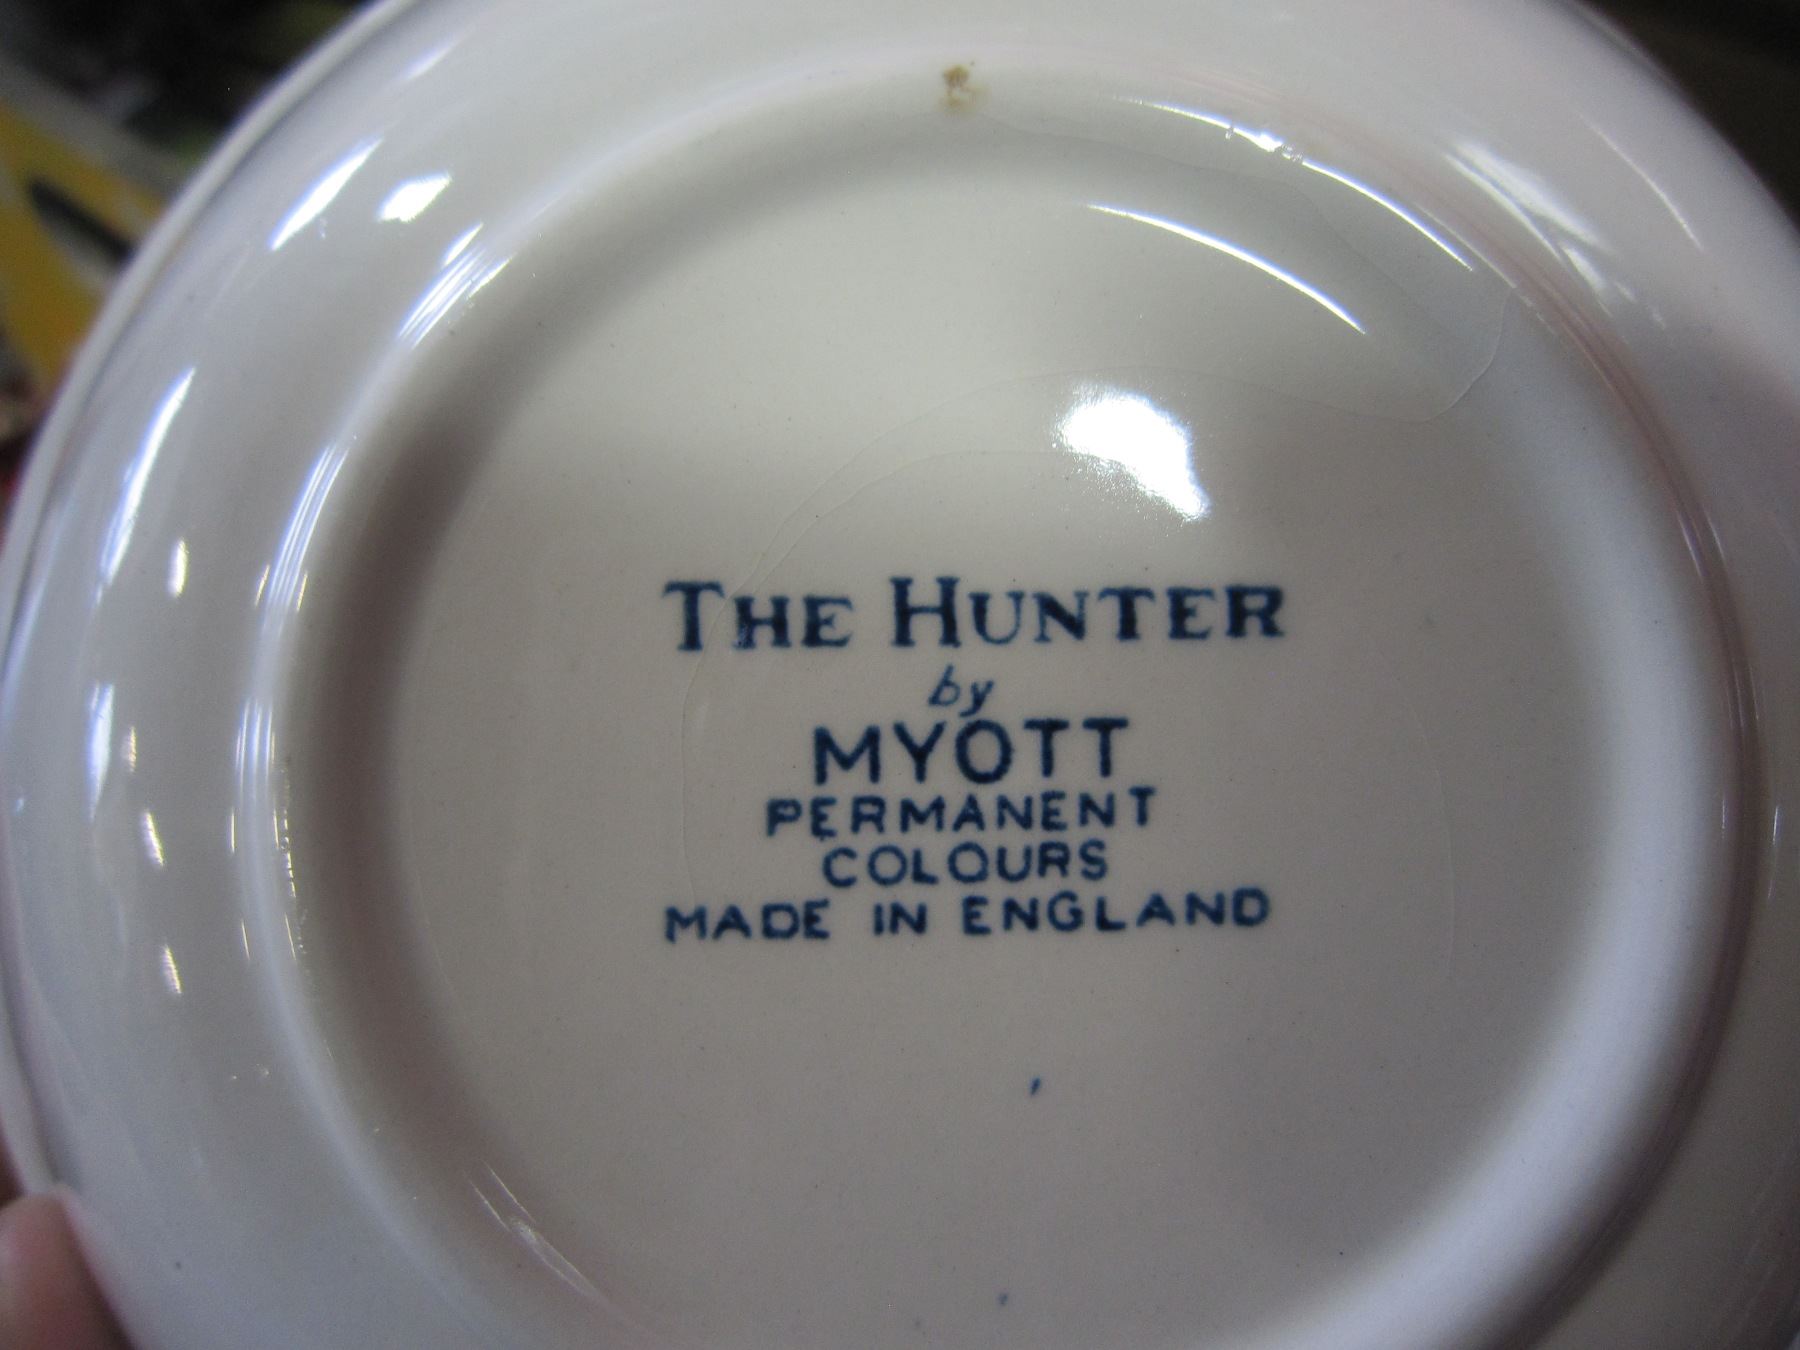 THE HUNTER
by
MYOTT
PERMANENT
COLOURS
MADE IN ENGLAND